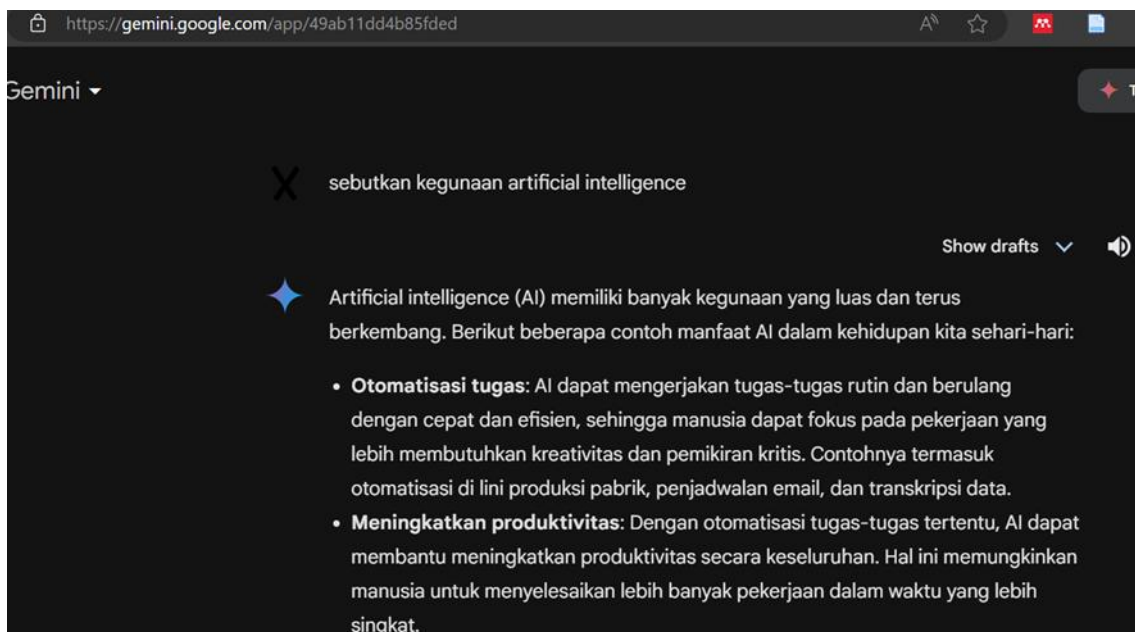 https://gemini.google.com/app/49ab11dd4b85fded
Gemini
sebutkan kegunaan artificial intelligence
Show drafts
Artificial intelligence (AI) memiliki banyak kegunaan yang luas dan terus
berkembang. Berikut beberapa contoh manfaat AI dalam kehidupan kita sehari-hari:
• Otomatisasi tugas: AI dapat mengerjakan tugas-tugas rutin dan berulang
dengan cepat dan efisien, sehingga manusia dapat fokus pada pekerjaan yang
lebih membutuhkan kreativitas dan pemikiran kritis. Contohnya termasuk
otomatisasi di lini produksi pabrik, penjadwalan email, dan transkripsi data.
• Meningkatkan produktivitas: Dengan otomatisasi tugas-tugas tertentu, AI dapat
membantu meningkatkan produktivitas secara keseluruhan. Hal ini memungkinkan
manusia untuk menyelesaikan lebih banyak pekerjaan dalam waktu yang lebih
singkat.